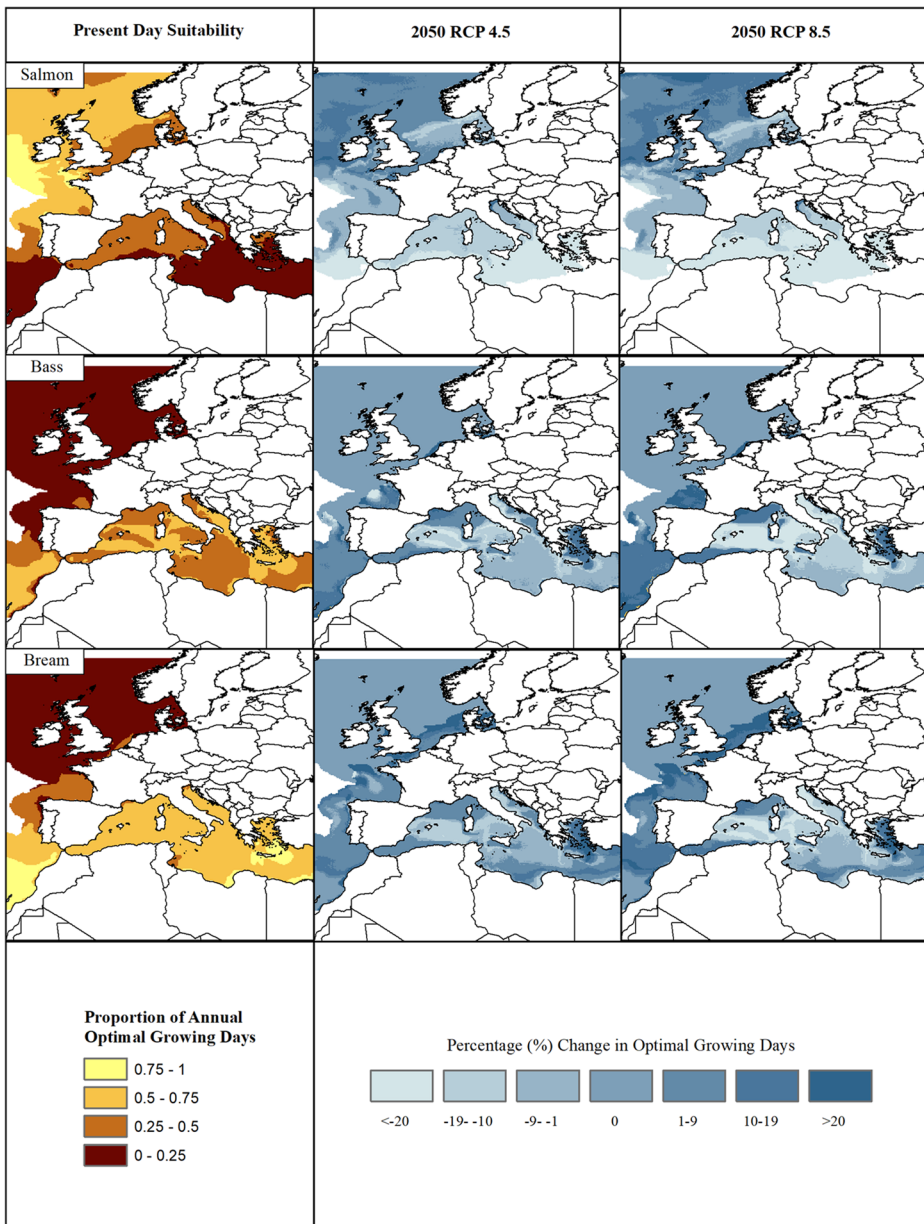 Present Day Suitability
2050 RCP 4.5
2050 RCP 8.5
Salmon
Bass
Bream
Proportion of Annual
Optimal Growing Days
0.75 - 1
0.5 - 0.75
0.25 - 0.5
0 - 0.25
Percentage (%) Change in Optimal Growing Days
<-20
-19- -10
-9- -1
0
1-9
10-19
>20